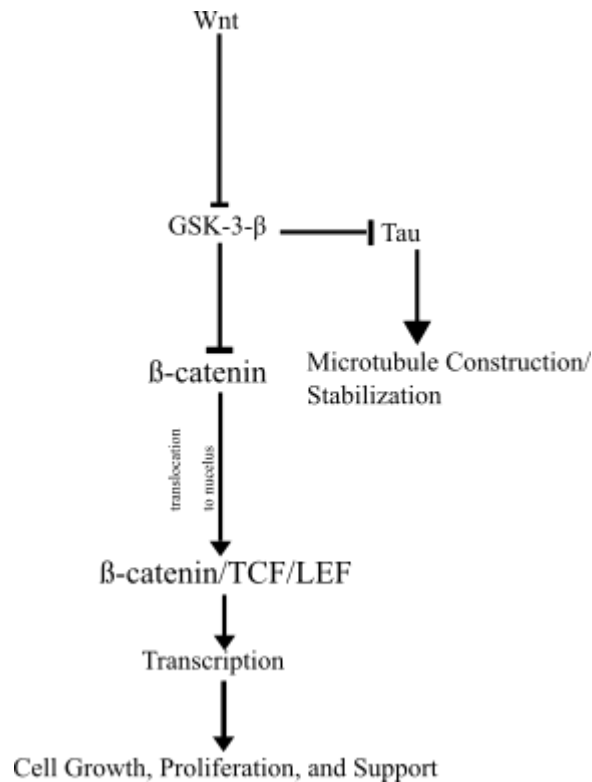 Wnt
GSK-3-β
Tau
ß-catenin
Microtubule Construction/
Stabilization
translocation
to nucelus
ß-catenin/TCF/LEF
Transcription
Cell Growth, Proliferation, and Support